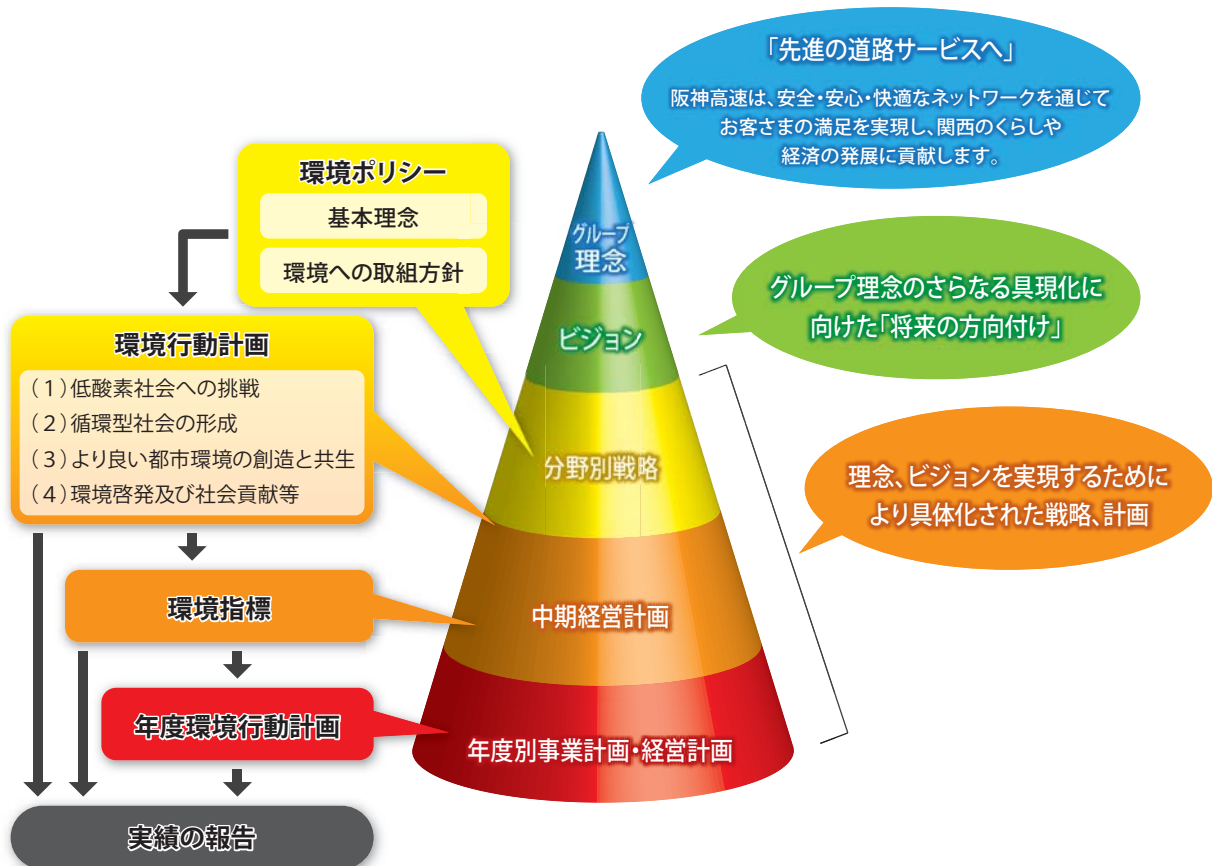 「先進の道路サービスへ」
阪神高速は、安全・安心・快適なネットワークを通じて
お客さまの満足を実現し、関西のくらしや
経済の発展に貢献します。
環境ポリシー
基本理念
環境への取組方針
グループ
理念
グループ理念のさらなる具現化に
向けた「将来の方向付け」
ビジョン
環境行動計画
（１）低酸素社会への挑戦
（２）循環型社会の形成
（３）より良い都市環境の創造と共生
（４）環境啓発及び社会貢献等
分野別戦略
理念、ビジョンを実現するために
より具体化された戦略、計画
環境指標
中期経営計画
年度環境行動計画
年度別事業計画・経営計画
実績の報告